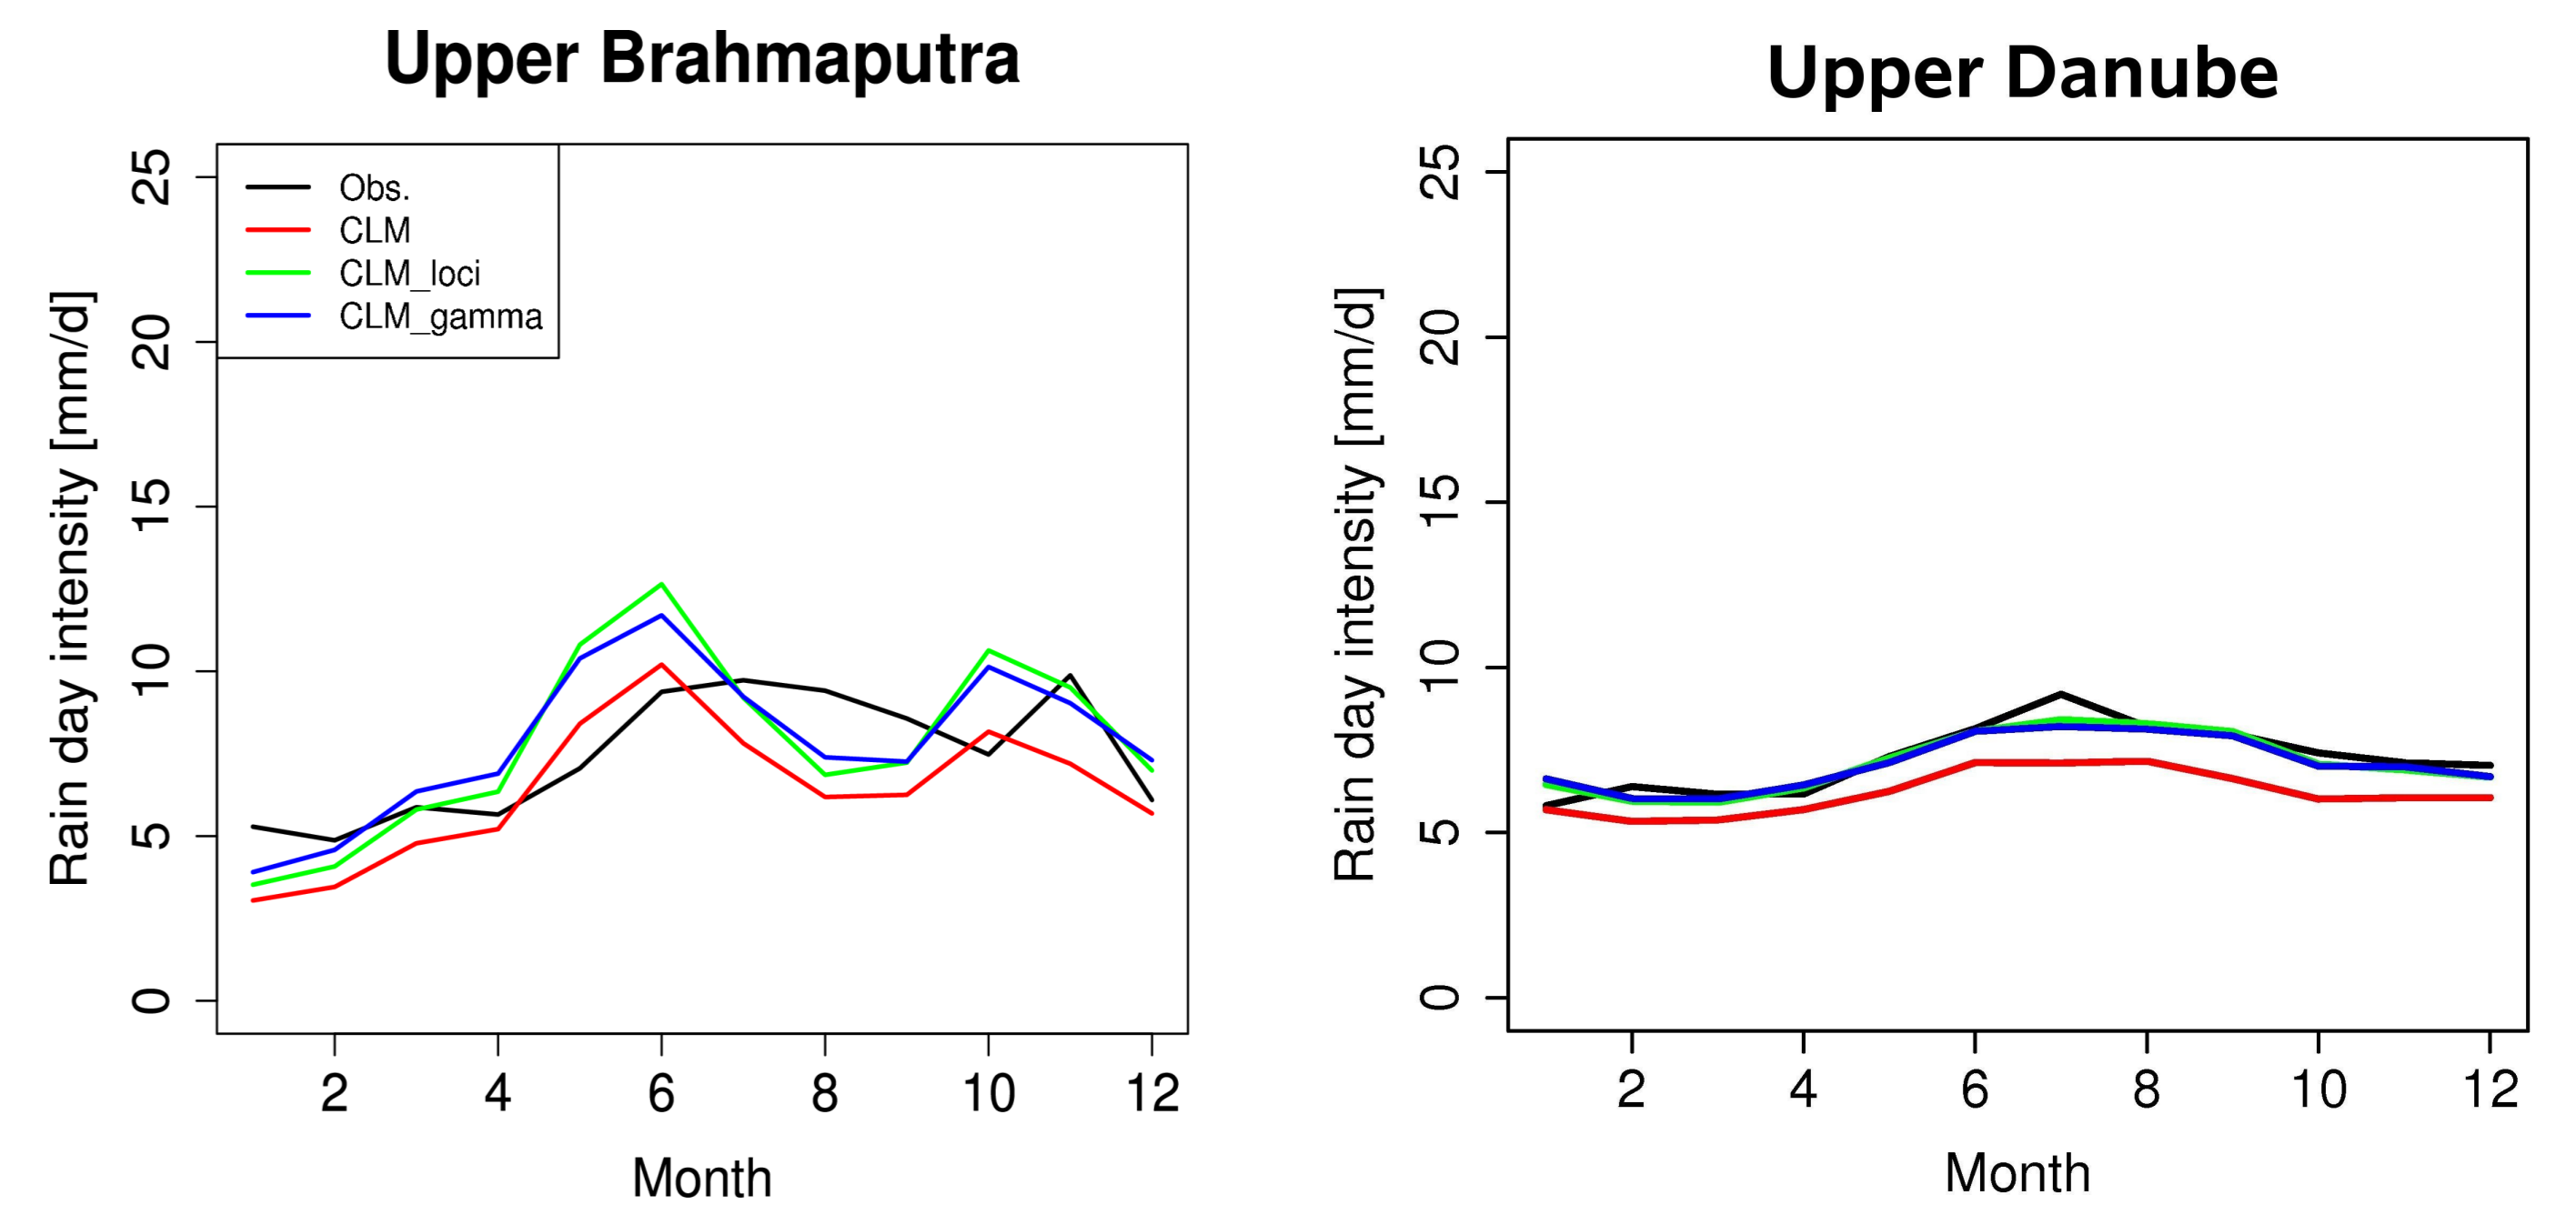 Upper Brahmaputra
Rain day intensity [mm/d]
25
20
15
10
5
0
Obs.
CLM
CLM_loci
CLM_gamma
2 4 6 8 10 12
Month
Upper Danube
Rain day intensity [mm/d]
25
20
15
10
5
0
2 4 6 8 10 12
Month